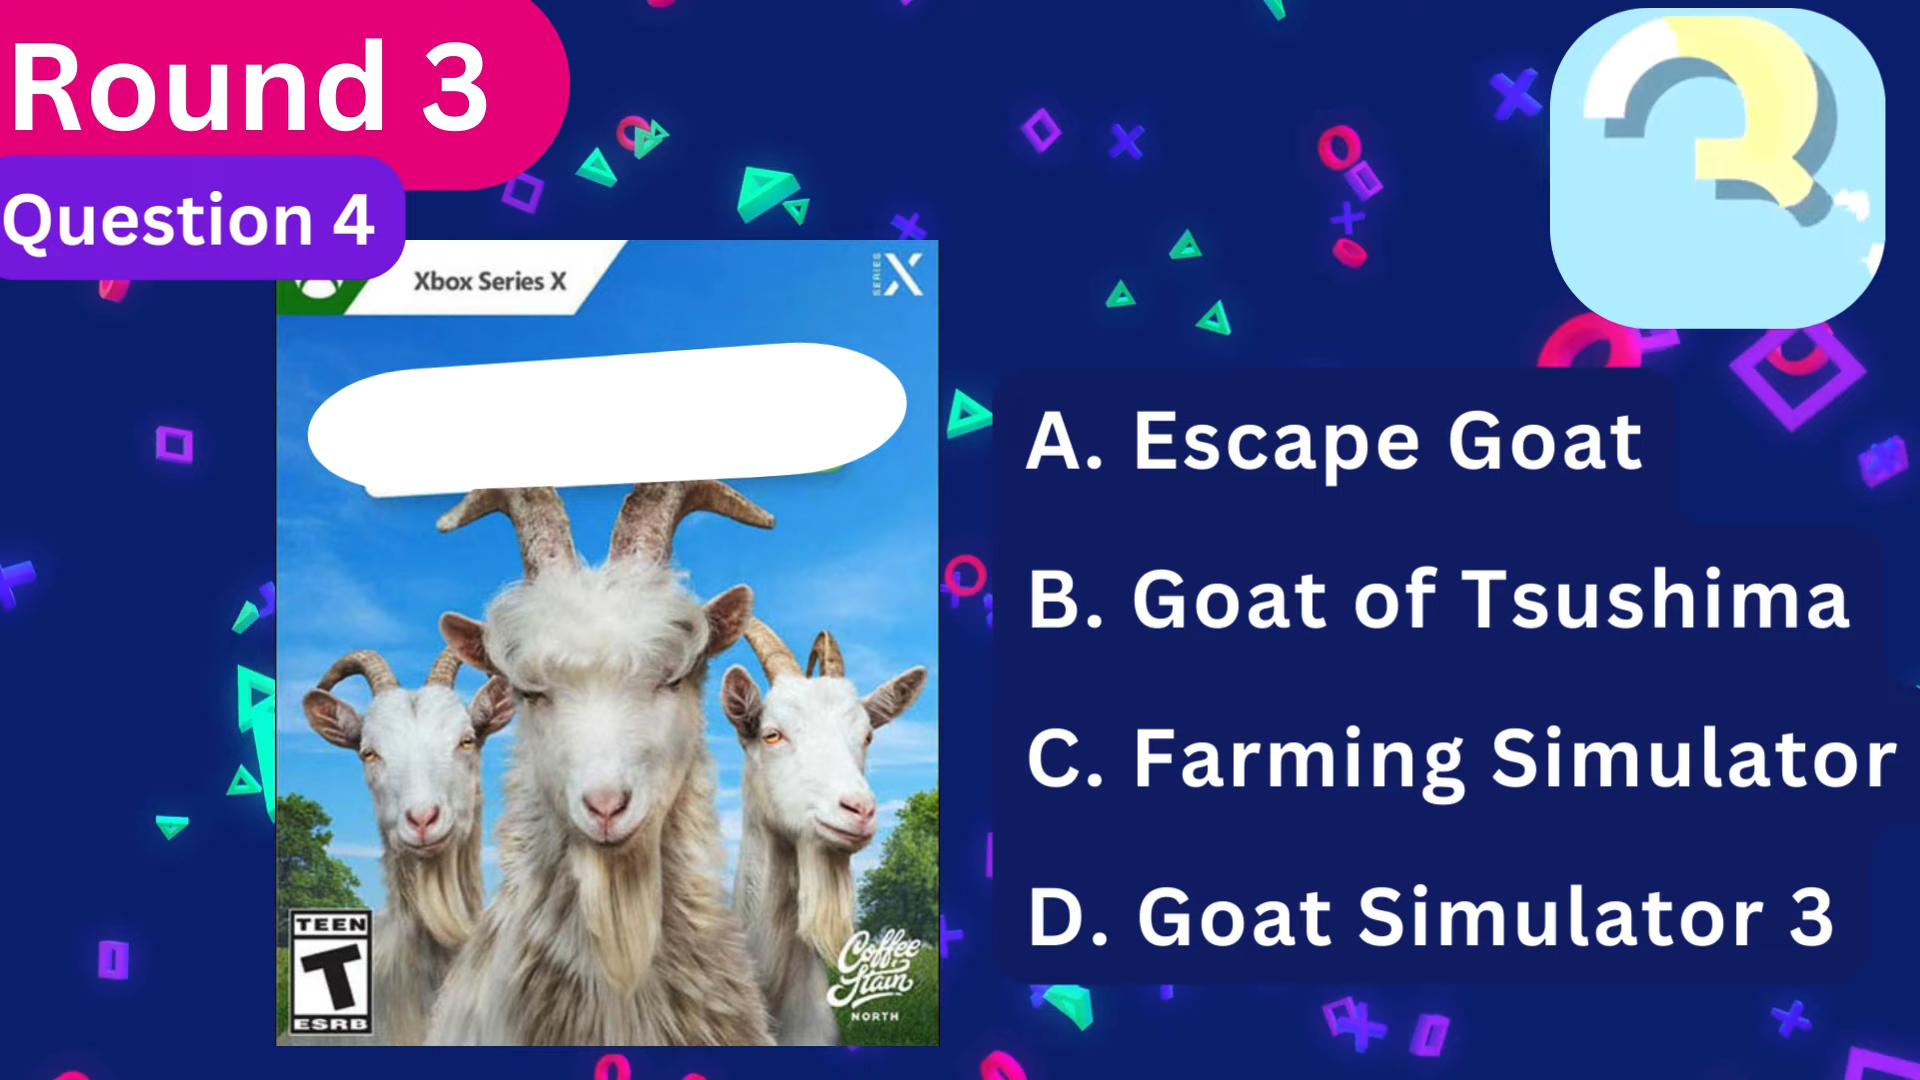 Round 3
Question 4
Xbox Series X
SERIES X
A. Escape Goat
B. Goat of Tsushima
C. Farming Simulator
D. Goat Simulator 3
TEEN
T
ESRB
Coffee
Stain
NORTH